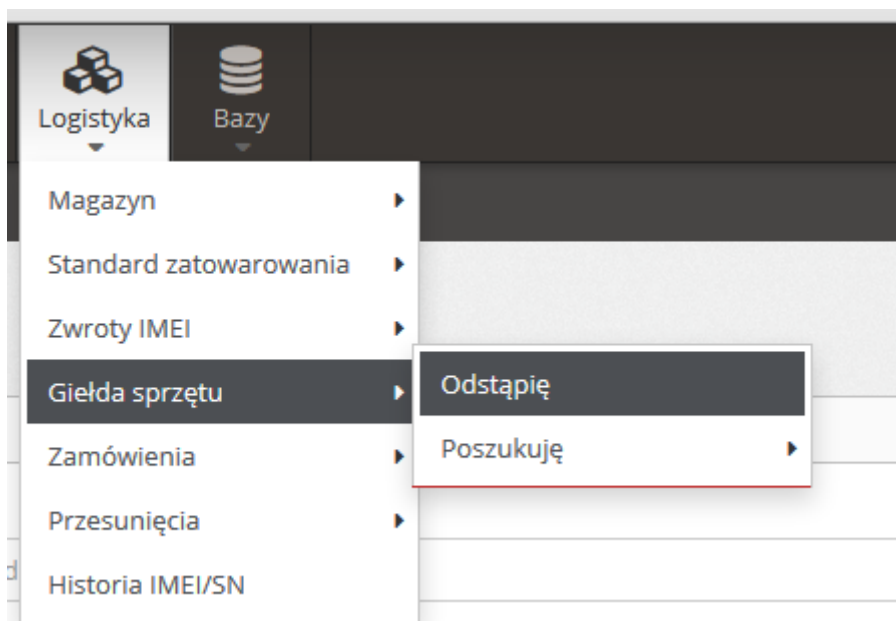 Logistyka
Bazy
Magazyn
Standard zatowarowania
Zwroty IMEI
Giełda sprzętu
Odstąpię
Zamówienia
Poszukuję
Przesunięcia
d
Historia IMEI/SN